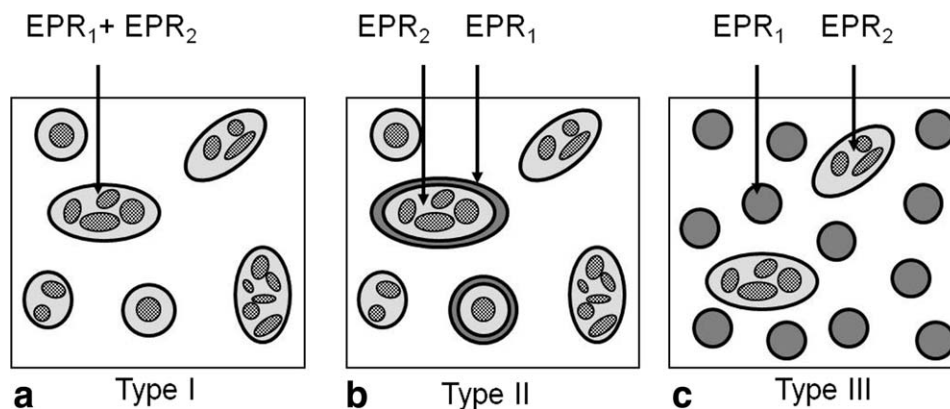 EPR₁+ EPR₂
EPR₂ EPR₁
EPR₁ EPR₂
a Type I
b Type II
c Type III